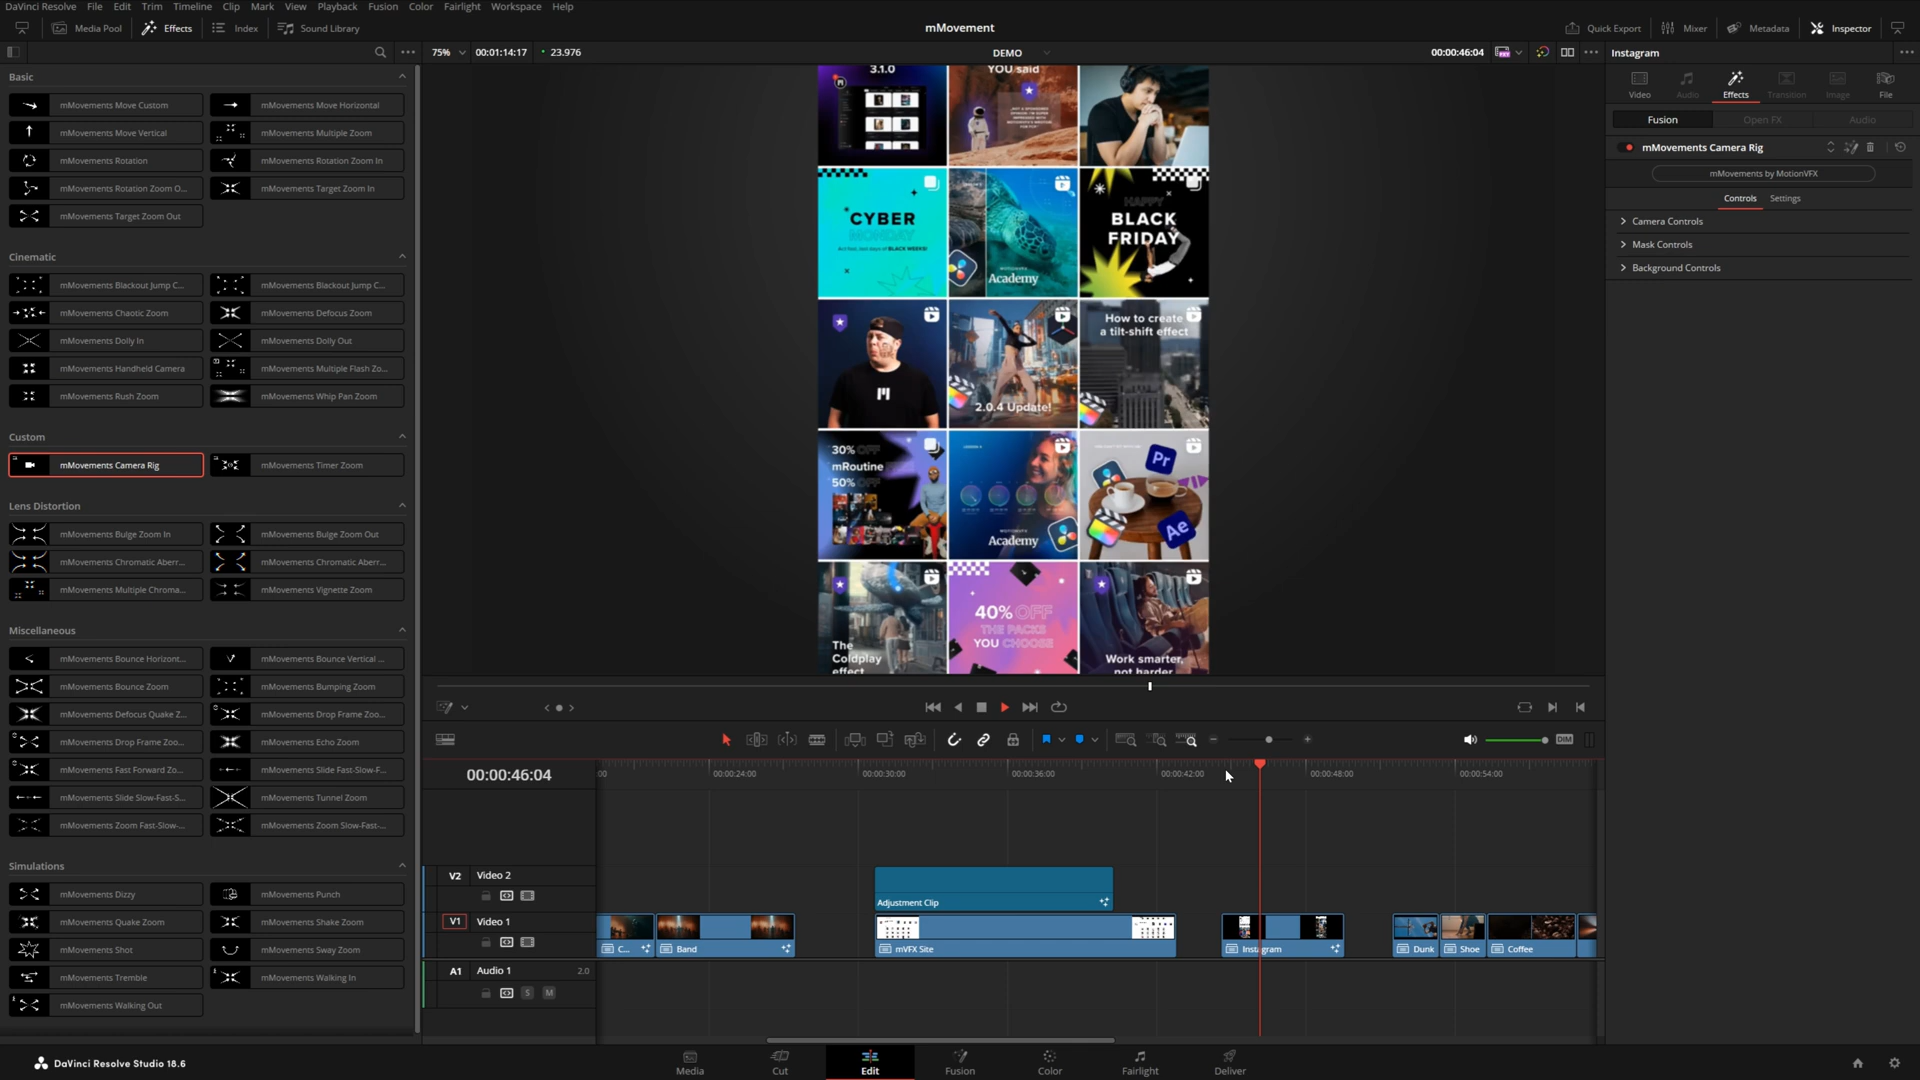 DaVinci Resolve File Edit Trim Timeline Clip Mark View Playback Fusion Color Fairlight Workspace Help
Media Pool Effects Index Sound Library mMovement Quick Export Mixer Metadata Inspector
75% 00:01:14:17 23.976 DEMO 00:00:46:04 Instagram
Video Audio Effects Transition Image File
Fusion Open FX Audio
mMovements Camera Rig
mMovements by MotionVFX
Controls Settings
Camera Controls
Mask Controls
Background Controls
Basic
mMovements Move Custom mMovements Move Horizontal
mMovements Move Vertical mMovements Multiple Zoom
mMovements Rotation mMovements Rotation Zoom In
mMovements Rotation Zoom O... mMovements Target Zoom In
mMovements Target Zoom Out
Cinematic
mMovements Blackout Jump C... mMovements Blackout Jump C...
mMovements Chaotic Zoom mMovements Defocus Zoom
mMovements Dolly In mMovements Dolly Out
mMovements Handheld Camera mMovements Multiple Flash Zo...
mMovements Rush Zoom mMovements Whip Pan Zoom
Custom
mMovements Camera Rig mMovements Timer Zoom
Lens Distortion
mMovements Bulge Zoom In mMovements Bulge Zoom Out
mMovements Chromatic Aberr... mMovements Chromatic Aberr...
mMovements Multiple Chroma... mMovements Vignette Zoom
Miscellaneous
mMovements Bounce Horizont... mMovements Bounce Vertical ...
mMovements Bounce Zoom mMovements Bumping Zoom
mMovements Defocus Quake Z... mMovements Drop Frame Zoo...
mMovements Drop Frame Zoo... mMovements Echo Zoom
mMovements Fast Forward Zo... mMovements Slide Fast-Slow-F...
mMovements Slide Slow-Fast-S... mMovements Tunnel Zoom
mMovements Zoom Fast-Slow-... mMovements Zoom Slow-Fast-...
Simulations
mMovements Dizzy mMovements Punch
mMovements Quake Zoom mMovements Shake Zoom
mMovements Shot mMovements Sway Zoom
mMovements Tremble mMovements Walking In
mMovements Walking Out
3.1.0
YOU said
CYBER
MONDAY
Academy
HAPPY
BLACK
FRIDAY
2.0.4 Update!
How to create
a tilt-shift effect
30% OFF
mRoutine
50% OFF
Academy
Pr
Ae
The
Coldplay
effect
40% OFF
THE PACKS
YOU CHOOSE
Work smarter,
not harder
DIM
00:00:46:04
00 00:00:24:00 00:00:30:00 00:00:36:00 00:00:42:00 00:00:48:00 00:00:54:00
V2 Video 2
Adjustment Clip
V1 Video 1
C... Band mVFX Site Instagram Dunk Shoe Coffee
A1 Audio 1 2.0
S M
DaVinci Resolve Studio 18.6
Media Cut Edit Fusion Color Fairlight Deliver